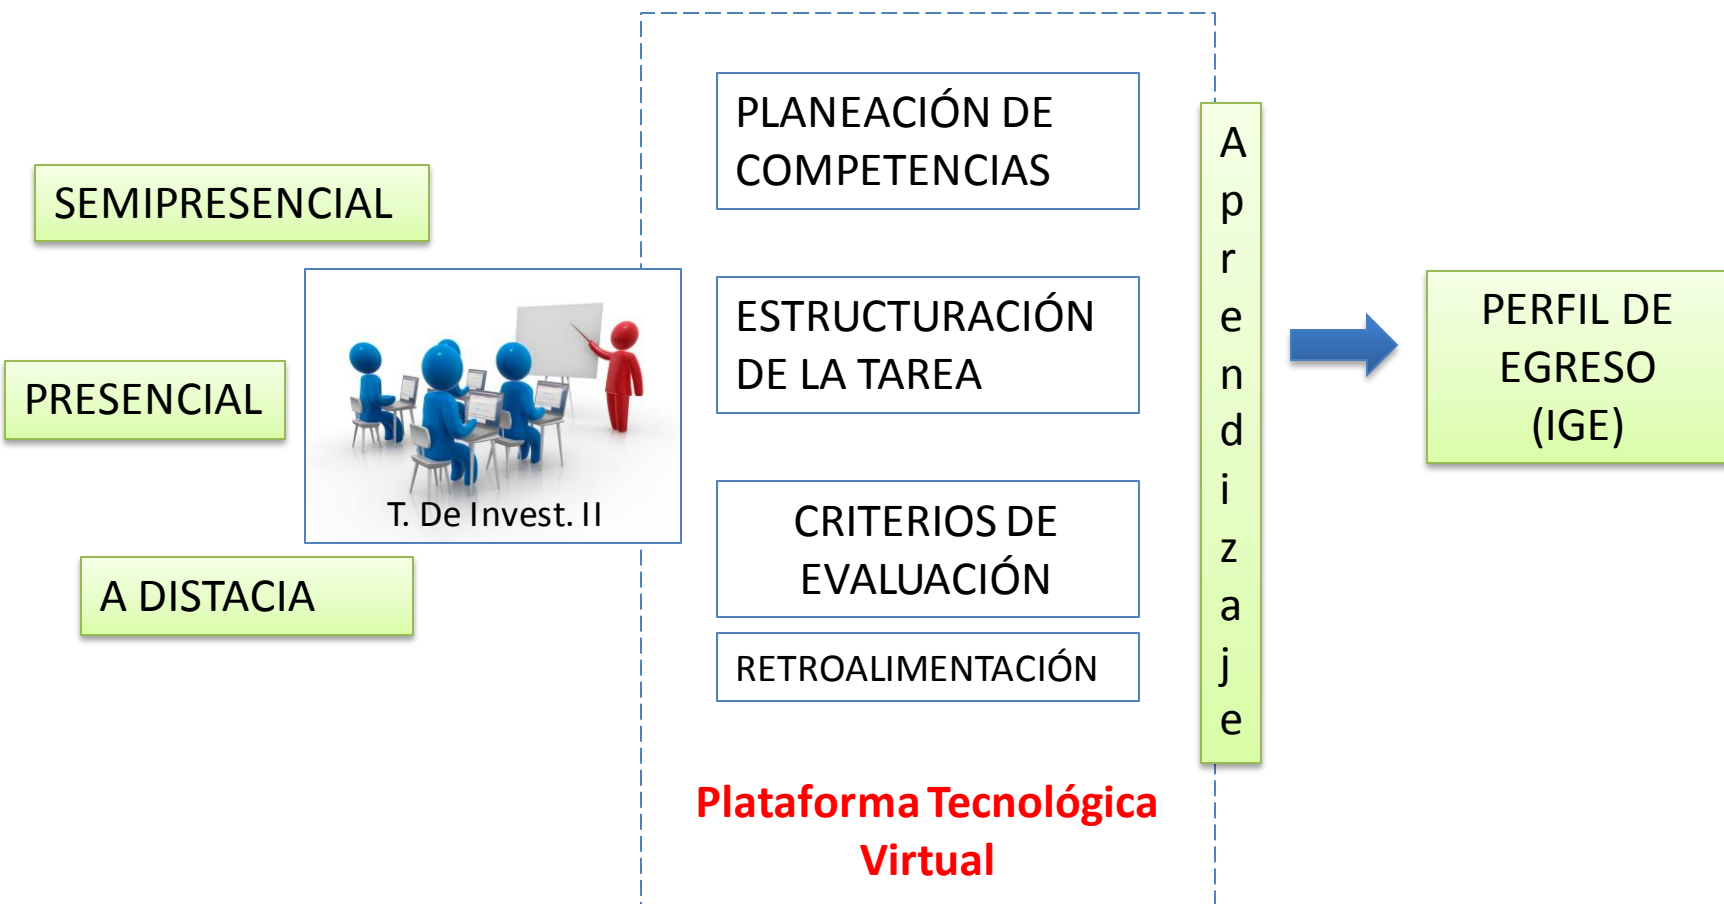 SEMIPRESENCIAL
PRESENCIAL
A DISTACIA
T. De Invest. II
PLANEACIÓN DE
COMPETENCIAS
ESTRUCTURACIÓN
DE LA TAREA
CRITERIOS DE
EVALUACIÓN
RETROALIMENTACIÓN
Plataforma Tecnológica
Virtual
Aprendizaje
PERFIL DE
EGRESO
(IGE)